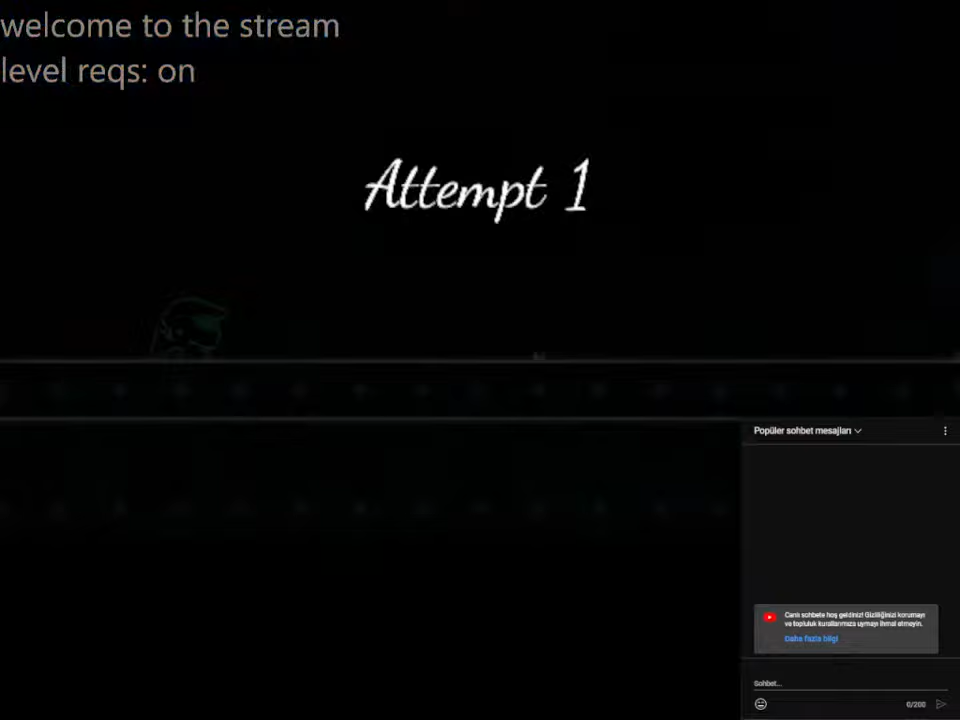 welcome to the stream
level reqs: on
Attempt 1
Popüler sohbet mesajları
Canlı sohbete hoş geldiniz! Gizliliğinizi korumayı
ve topluluk kurallarımıza uymayı ihmal etmeyin.
Daha fazla bilgi
Sohbet...
0/200